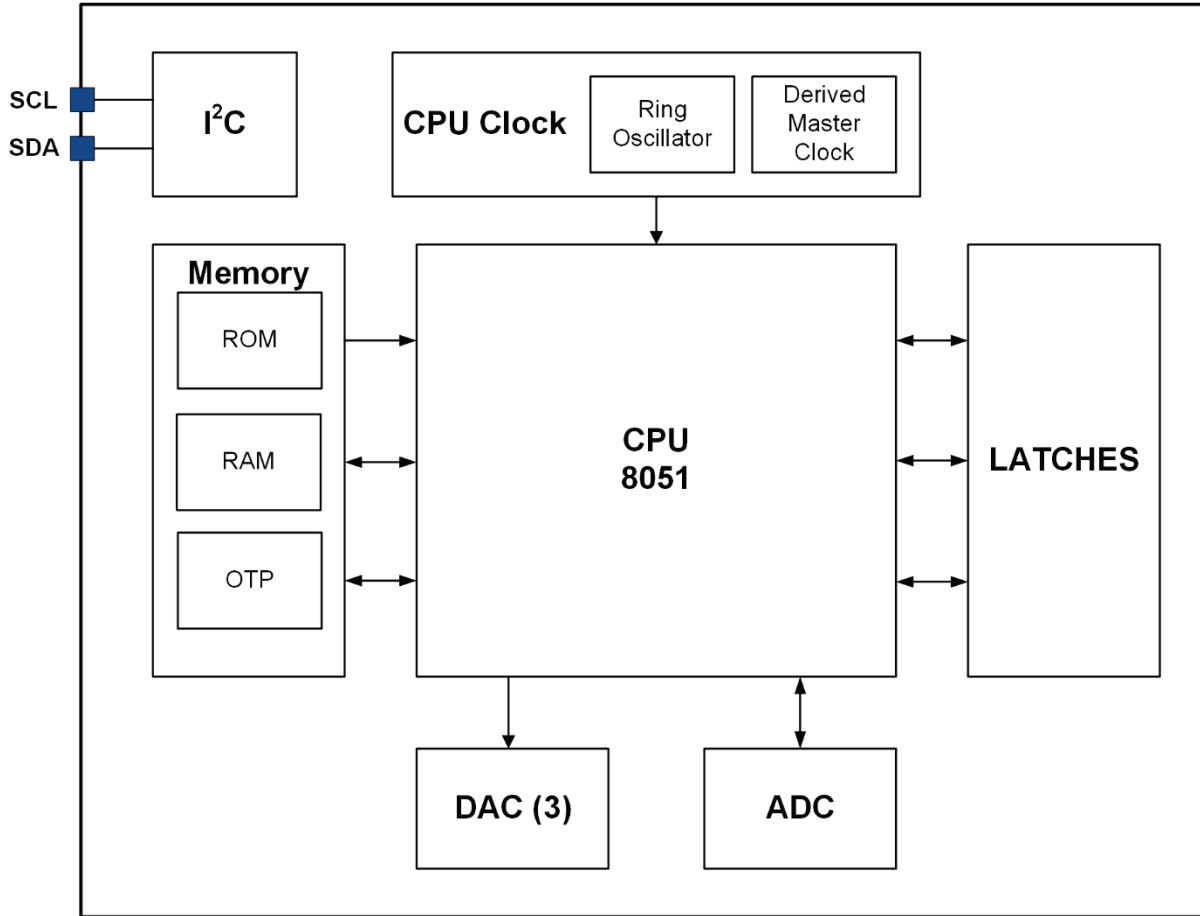 SCL
SDA
I²C
CPU Clock
Ring
Oscillator
Derived
Master
Clock
Memory
ROM
RAM
OTP
CPU
8051
LATCHES
DAC (3)
ADC